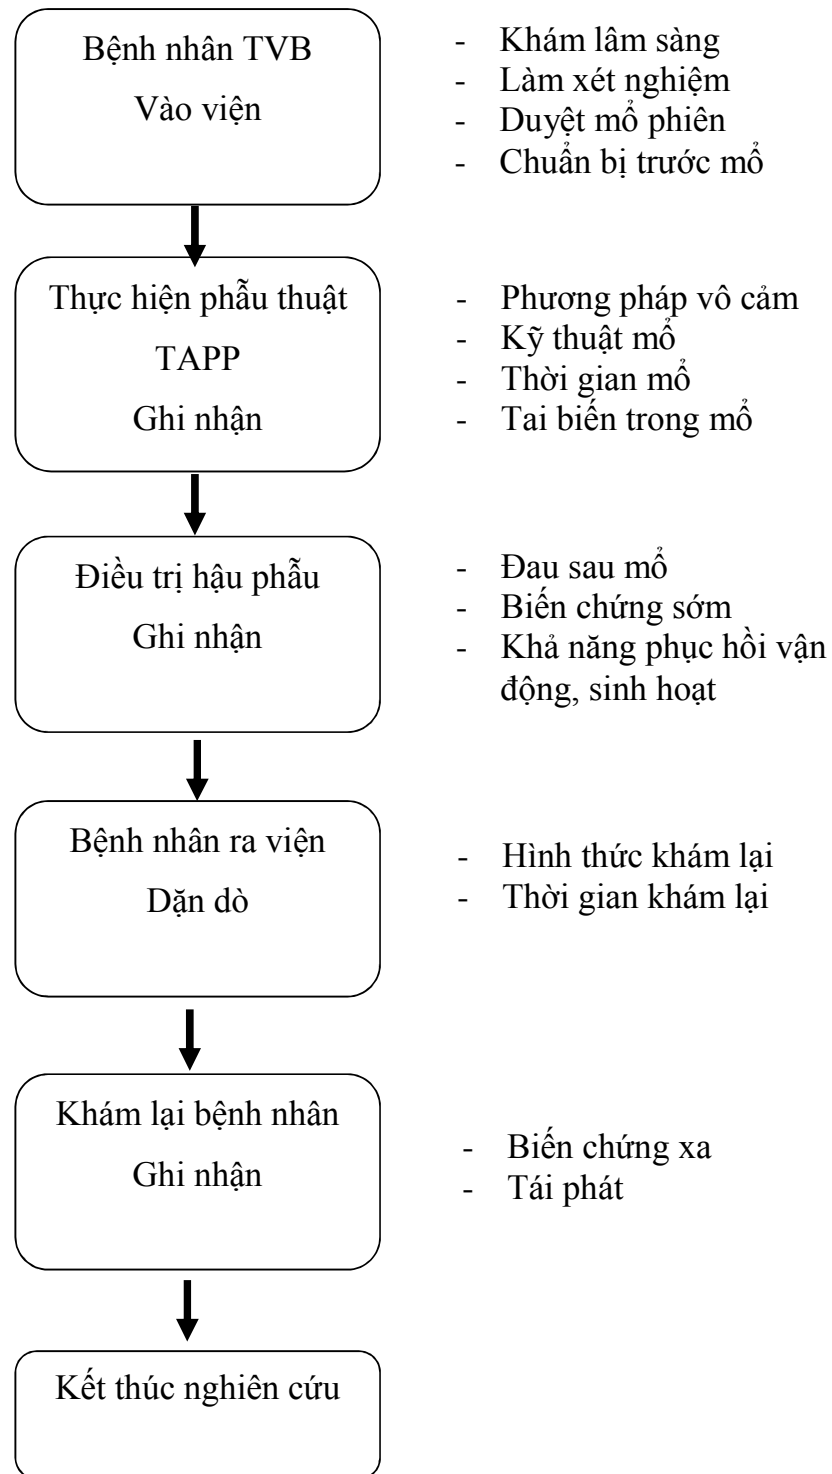 Bệnh nhân TVB
Vào viện
- Khám lâm sàng
- Làm xét nghiệm
- Duyệt mổ phiên
- Chuẩn bị trước mổ
Thực hiện phẫu thuật
TAPP
Ghi nhận
- Phương pháp vô cảm
- Kỹ thuật mổ
- Thời gian mổ
- Tai biến trong mổ
Điều trị hậu phẫu
Ghi nhận
- Đau sau mổ
- Biến chứng sớm
- Khả năng phục hồi vận
động, sinh hoạt
Bệnh nhân ra viện
Dặn dò
- Hình thức khám lại
- Thời gian khám lại
Khám lại bệnh nhân
Ghi nhận
- Biến chứng xa
- Tái phát
Kết thúc nghiên cứu